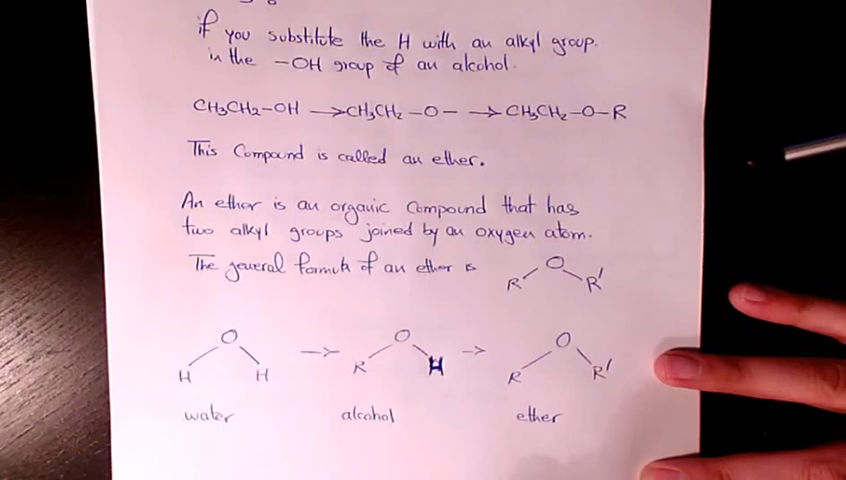 if you substitute the H with an alkyl group.
in the -OH group of an alcohol.
CH3CH2-OH → CH3CH2-O- → CH3CH2-O-R
This Compound is called an ether.
An ether is an organic compound that has
two alkyl groups joined by an oxygen atom.
The general formula of an ether is R O R'
O → O → O
H H R H R R'
water alcohol ether